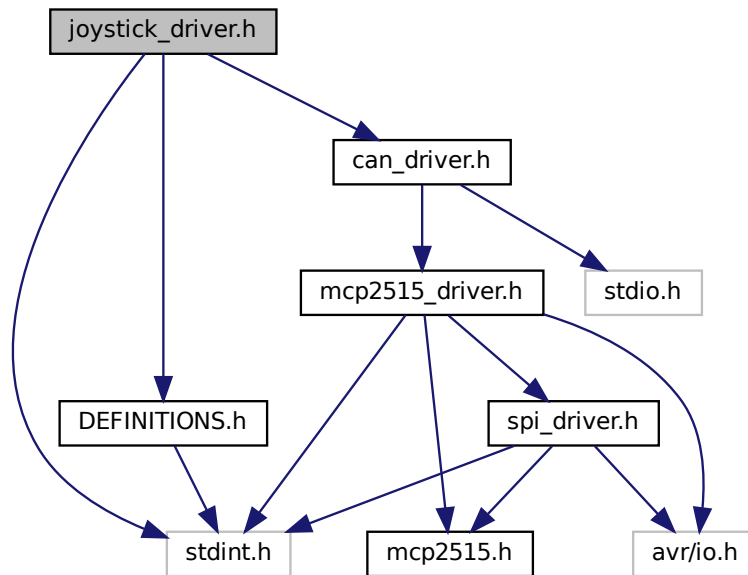 joystick_driver.h
can_driver.h
mcp2515_driver.h
stdio.h
DEFINITIONS.h
spi_driver.h
stdint.h
mcp2515.h
avr/io.h